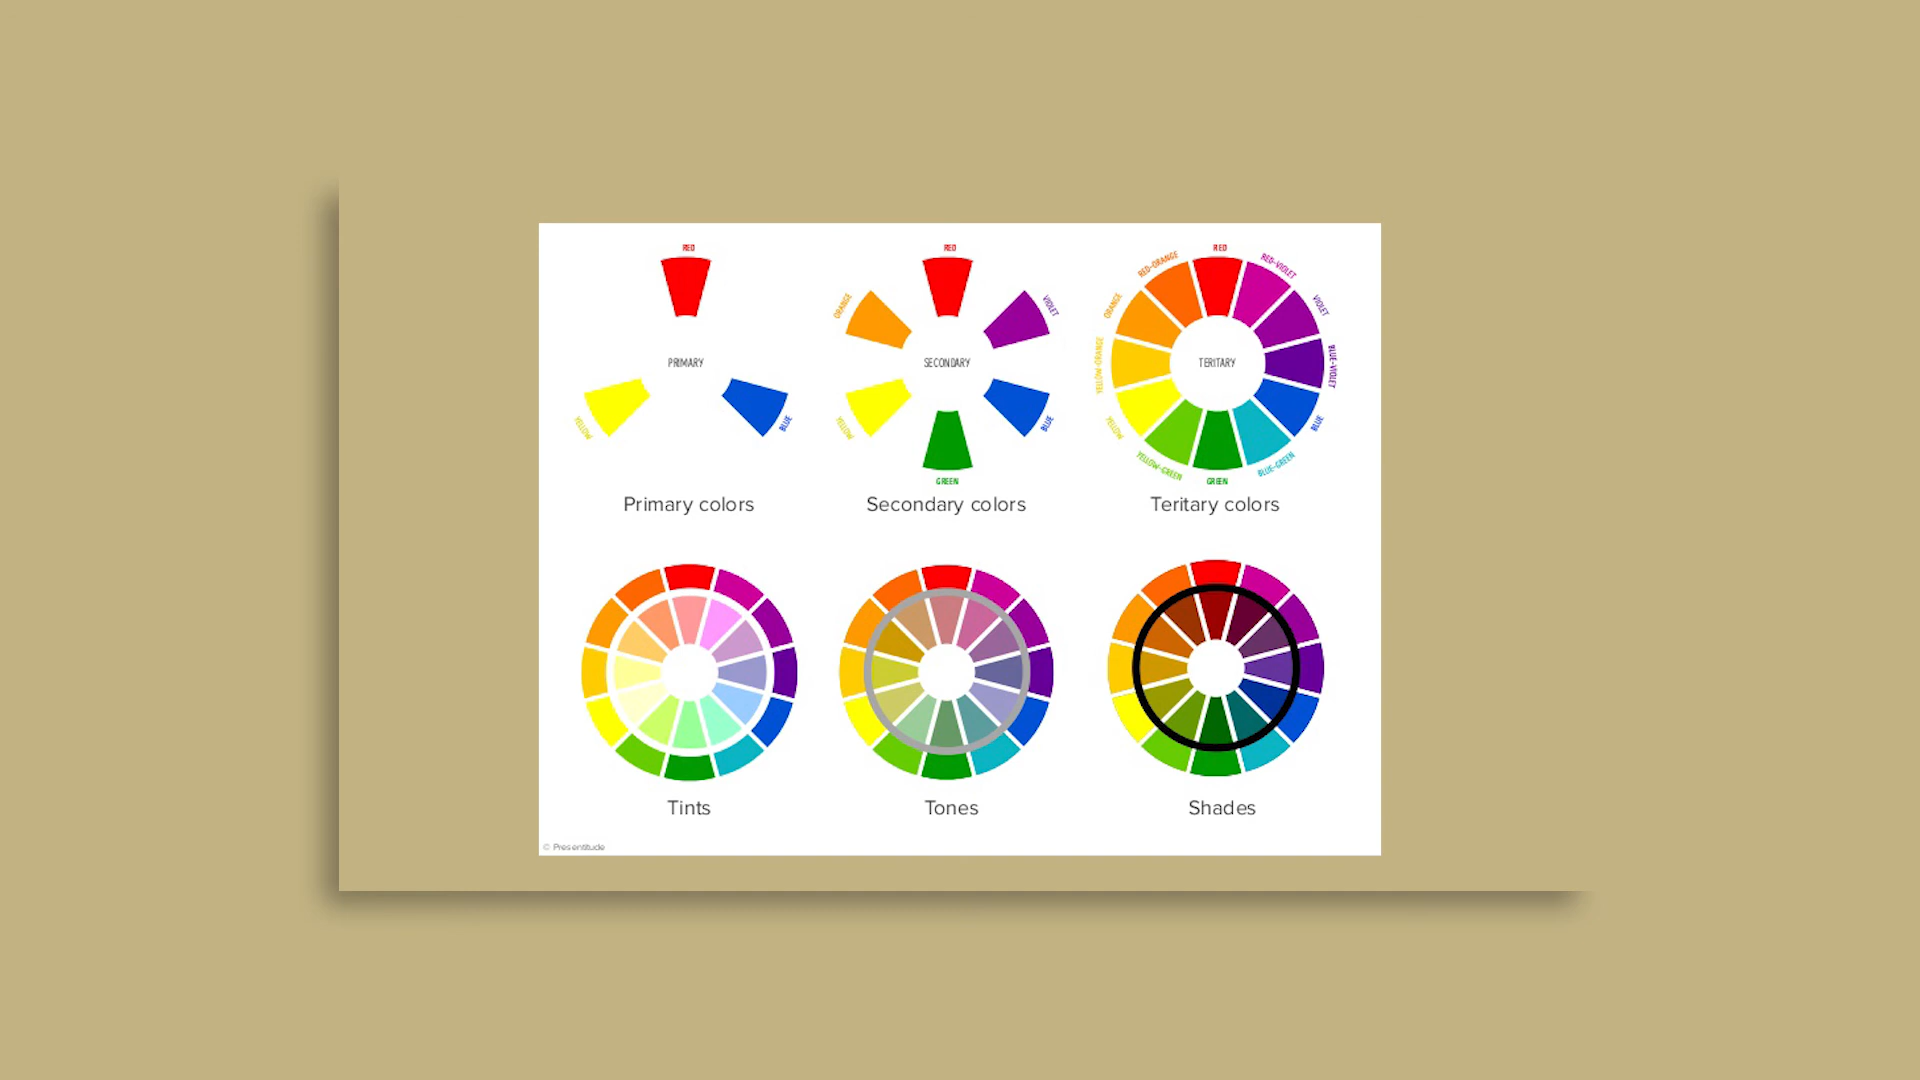 RED
PRIMARY
YELLOW
BLUE
Primary colors
RED
ORANGE
VIOLET
SECONDARY
YELLOW
BLUE
GREEN
Secondary colors
RED
RED-ORANGE
RED-VIOLET
ORANGE
VIOLET
YELLOW-ORANGE
TERITARY
BLUE-VIOLET
YELLOW
BLUE
YELLOW-GREEN
BLUE-GREEN
GREEN
Teritary colors
Tints
Tones
Shades
© Presentitude